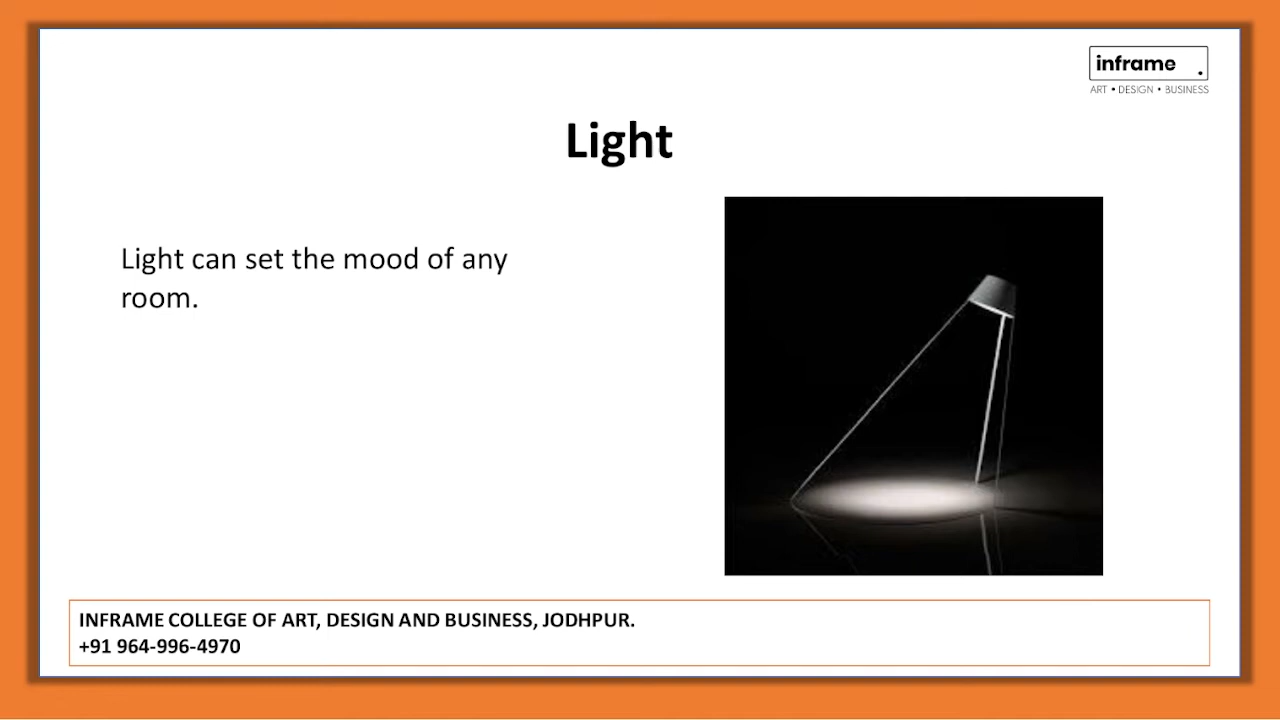 inframe .
ART • DESIGN • BUSINESS
Light
Light can set the mood of any
room.
INFRAME COLLEGE OF ART, DESIGN AND BUSINESS, JODHPUR.
+91 964-996-4970